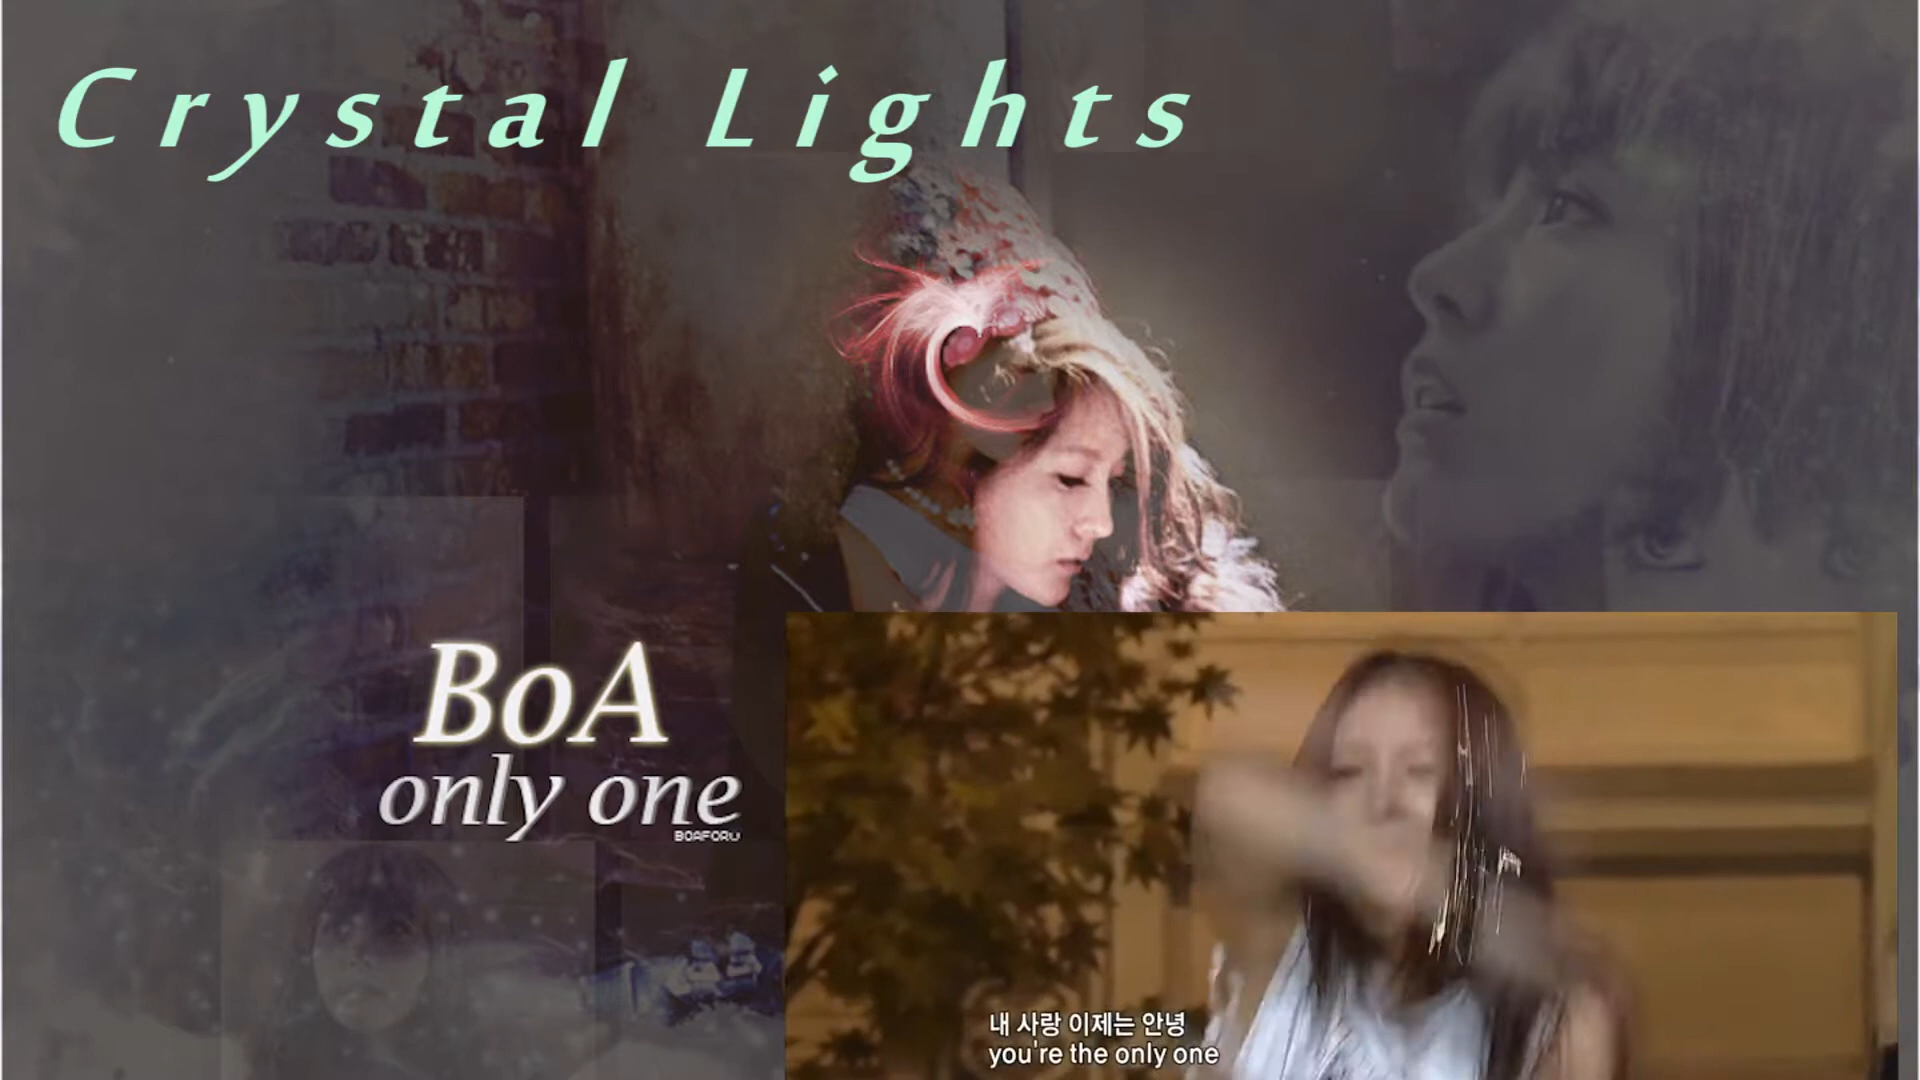 Crystal Lights
BoA
only one
BOAFORU
내 사랑 이제는 안녕
you're the only one